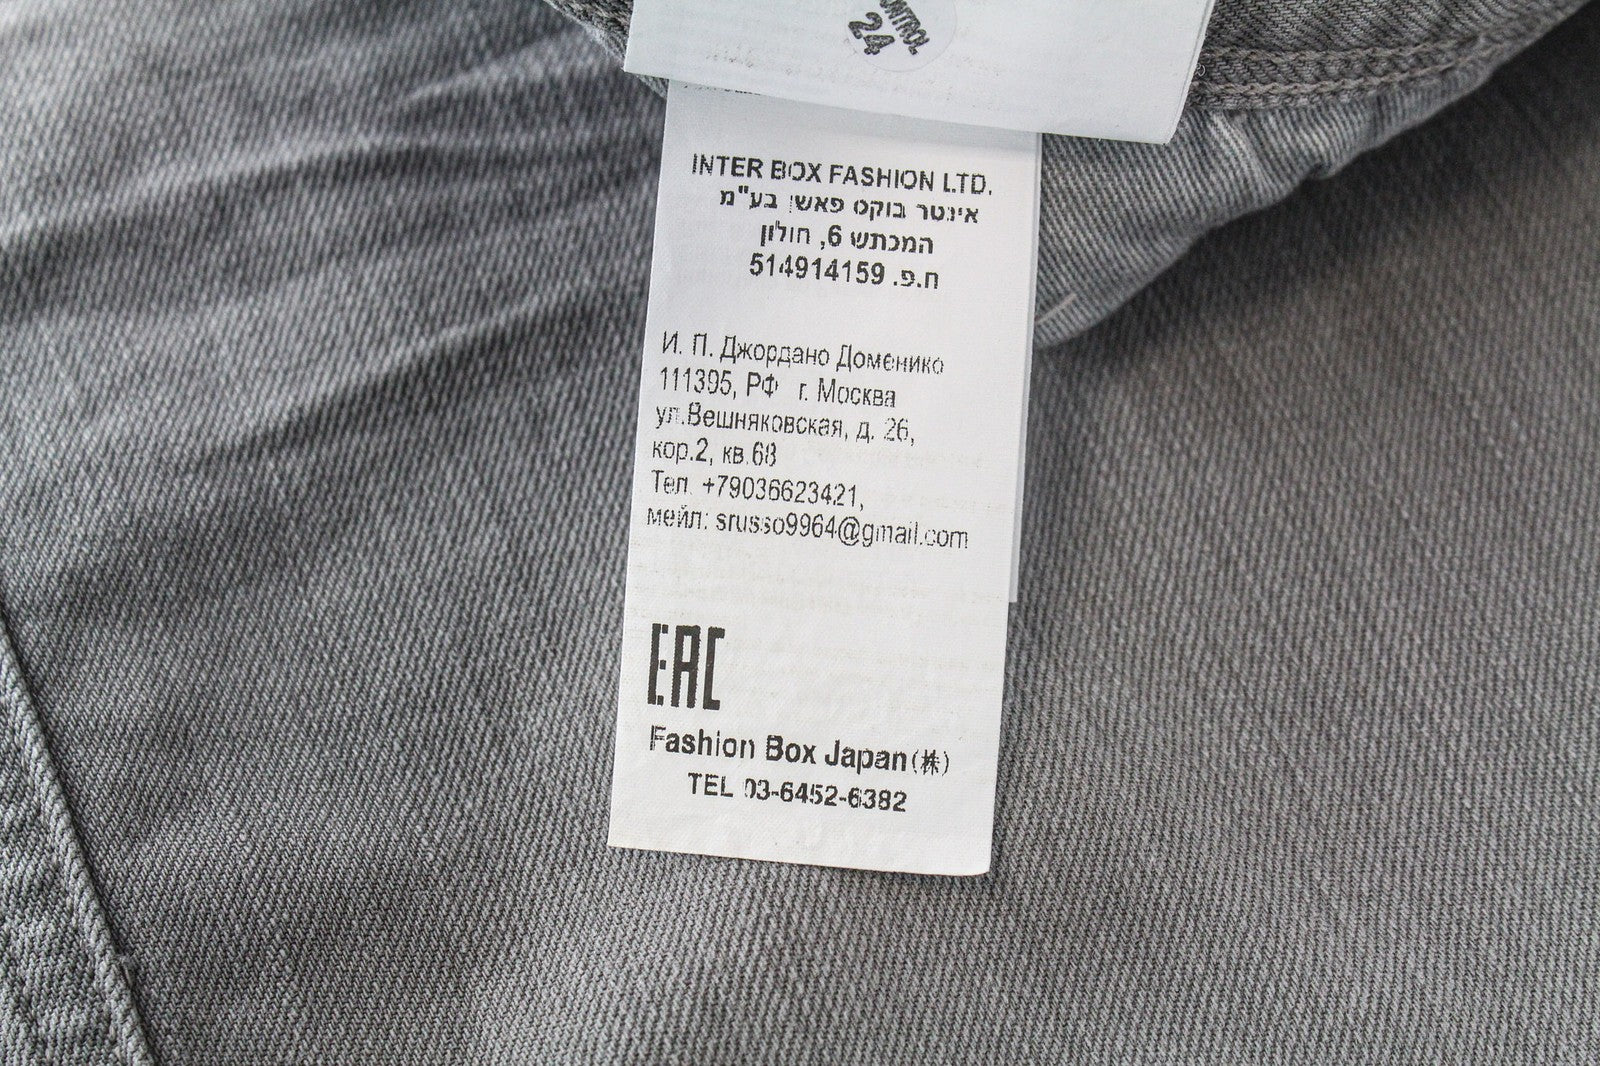 CONTROL
24
INTER BOX FASHION LTD.
אינטר בוקס פאשן בע"מ
המכתש 6, חולון
ח.פ. 514914159
И. П. Джордано Доменико
111395, РФ г. Москва
ул.Вешняковская, д. 26,
кор.2, кв.68
Тел. +79036623421,
мейл: srusso9964@gmail.com
EAC
Fashion Box Japan(株)
TEL 03-6452-6382